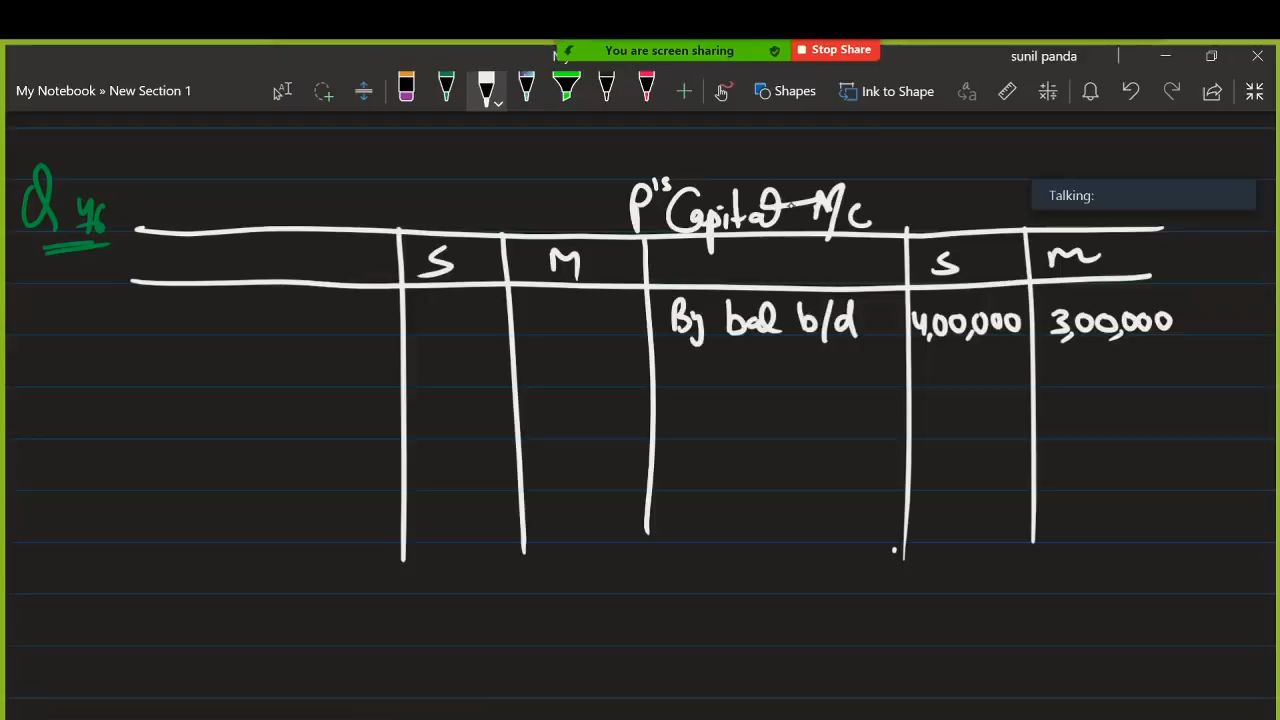 You are screen sharing Stop Share
sunil panda
My Notebook » New Section 1
Shapes Ink to Shape
Talking:
P's Capital A/c
S M S M
By bal b/d 4,00,000 3,00,000